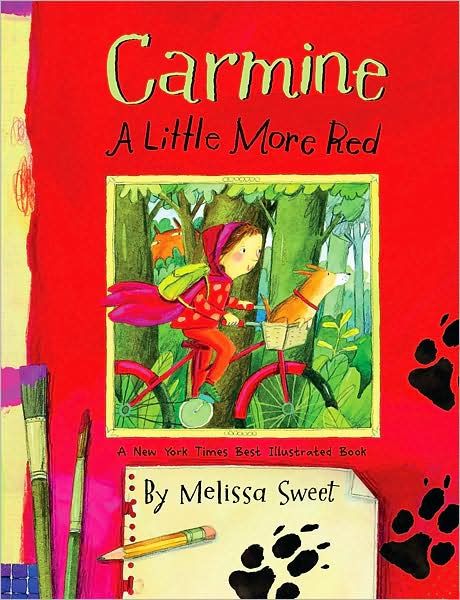 Carmine
A Little More Red
A New York Times Best Illustrated Book
By Melissa Sweet